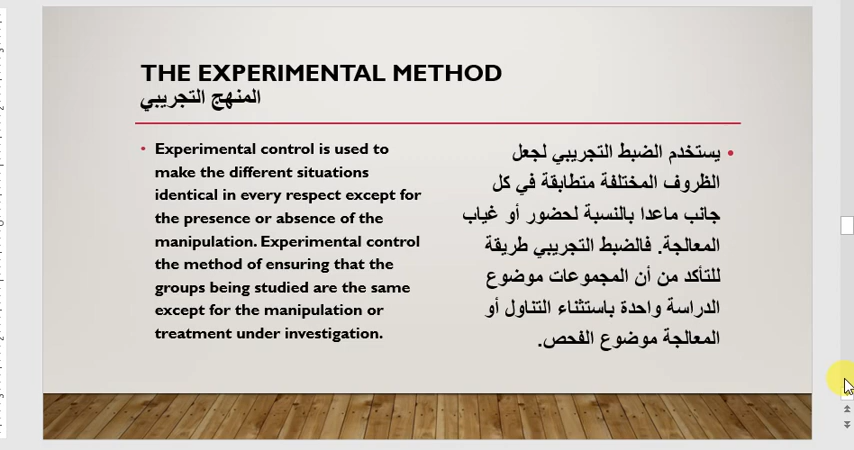 THE EXPERIMENTAL METHOD
المنهج التجريبي
• Experimental control is used to
make the different situations
identical in every respect except for
the presence or absence of the
manipulation. Experimental control
the method of ensuring that the
groups being studied are the same
except for the manipulation or
treatment under investigation.
• يستخدم الضبط التجريبي لجعل
الظروف المختلفة متطابقة في كل
جانب ماعدا بالنسبة لحضور أو غياب
المعالجة. فالضبط التجريبي طريقة
للتأكد من أن المجموعات موضوع
الدراسة واحدة باستثناء التناول أو
المعالجة موضوع الفحص.